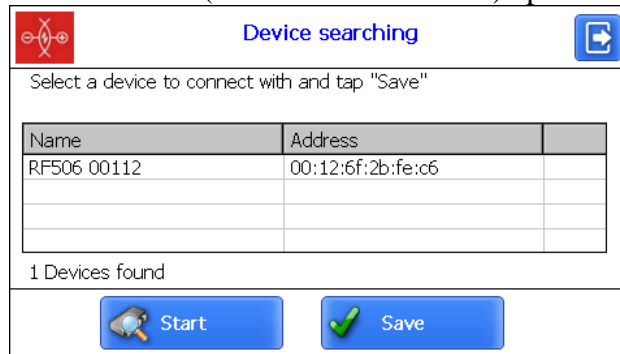 Device searching
Select a device to connect with and tap "Save"
Name Address
RF506 00112 00:12:6f:2b:fe:c6
1 Devices found
Start Save